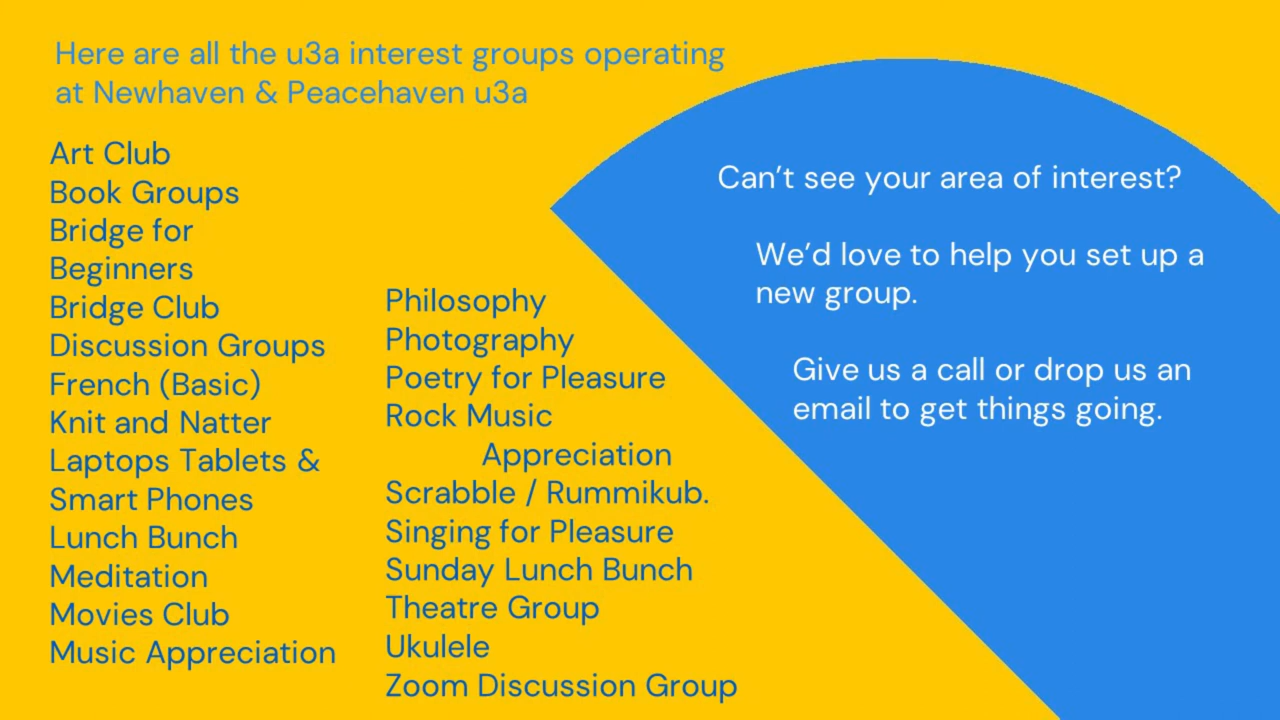 Here are all the u3a interest groups operating
at Newhaven & Peacehaven u3a
Art Club
Book Groups
Bridge for
Beginners
Bridge Club
Discussion Groups
French (Basic)
Knit and Natter
Laptops Tablets &
Smart Phones
Lunch Bunch
Meditation
Movies Club
Music Appreciation
Philosophy
Photography
Poetry for Pleasure
Rock Music
Appreciation
Scrabble / Rummikub.
Singing for Pleasure
Sunday Lunch Bunch
Theatre Group
Ukulele
Zoom Discussion Group
Can’t see your area of interest?
We’d love to help you set up a
new group.
Give us a call or drop us an
email to get things going.